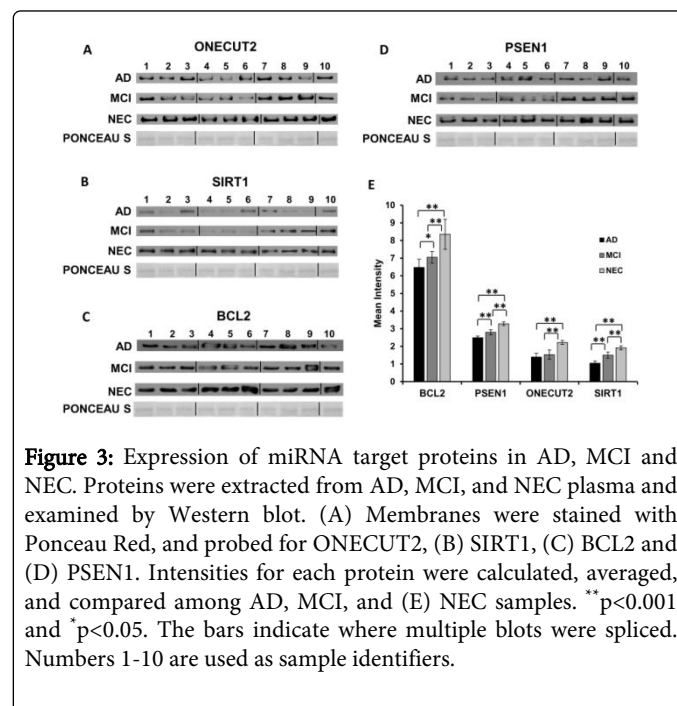 A
ONECUT2
1 2 3 4 5 6 7 8 9 10
AD
MCI
NEC
PONCEAU S
B
SIRT1
1 2 3 4 5 6 7 8 9 10
AD
MCI
NEC
PONCEAU S
C
BCL2
1 2 3 4 5 6 7 8 9 10
AD
MCI
NEC
PONCEAU S
D
PSEN1
1 2 3 4 5 6 7 8 9 10
AD
MCI
NEC
PONCEAU S
E
Mean Intensity
10
9
8
7
6
5
4
3
2
1
0
**
**
*
**
**
**
**
**
**
**
**
AD
MCI
NEC
BCL2 PSEN1 ONECUT2 SIRT1
Figure 3: Expression of miRNA target proteins in AD, MCI and
NEC. Proteins were extracted from AD, MCI, and NEC plasma and
examined by Western blot. (A) Membranes were stained with
Ponceau Red, and probed for ONECUT2, (B) SIRT1, (C) BCL2 and
(D) PSEN1. Intensities for each protein were calculated, averaged,
and compared among AD, MCI, and (E) NEC samples. **p<0.001
and *p<0.05. The bars indicate where multiple blots were spliced.
Numbers 1-10 are used as sample identifiers.